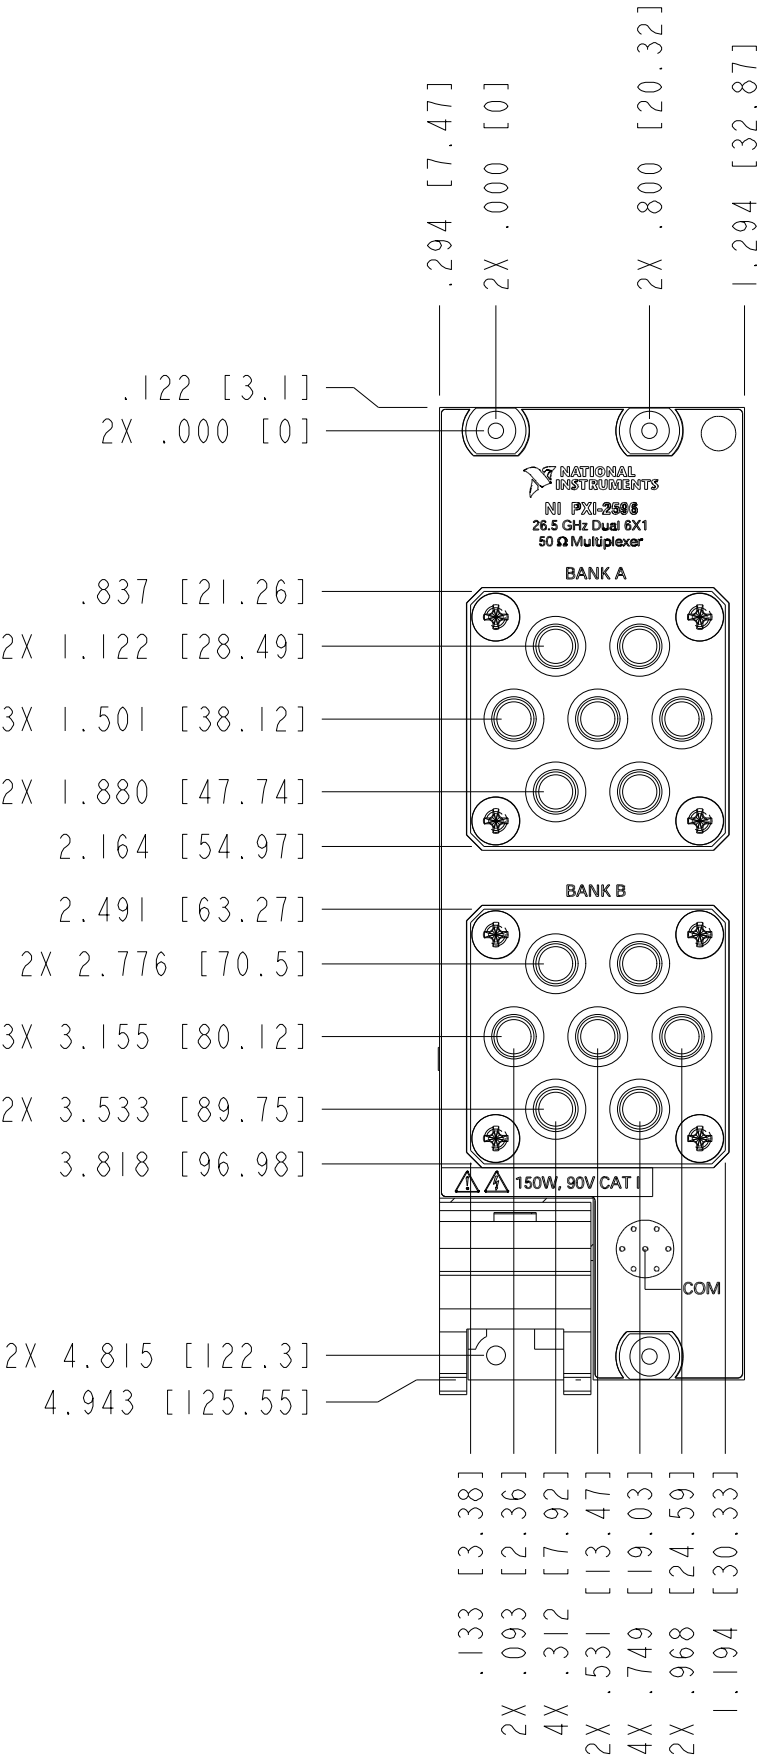 .294 [7.47]
2X .000 [0]
2X .800 [20.32]
1.294 [32.87]
.122 [3.1]
2X .000 [0]
NATIONAL
INSTRUMENTS
NI PXI-2596
26.5 GHz Dual 6X1
50 Ω Multiplexer
BANK A
.837 [21.26]
2X 1.122 [28.49]
3X 1.501 [38.12]
2X 1.880 [47.74]
2.164 [54.97]
BANK B
2.491 [63.27]
2X 2.776 [70.5]
3X 3.155 [80.12]
2X 3.533 [89.75]
3.818 [96.98]
150W, 90V CAT I
COM
2X 4.815 [122.3]
4.943 [125.55]
.133 [3.38]
2X .093 [2.36]
4X .312 [7.92]
2X .531 [13.47]
4X .749 [19.03]
2X .968 [24.59]
1.194 [30.33]